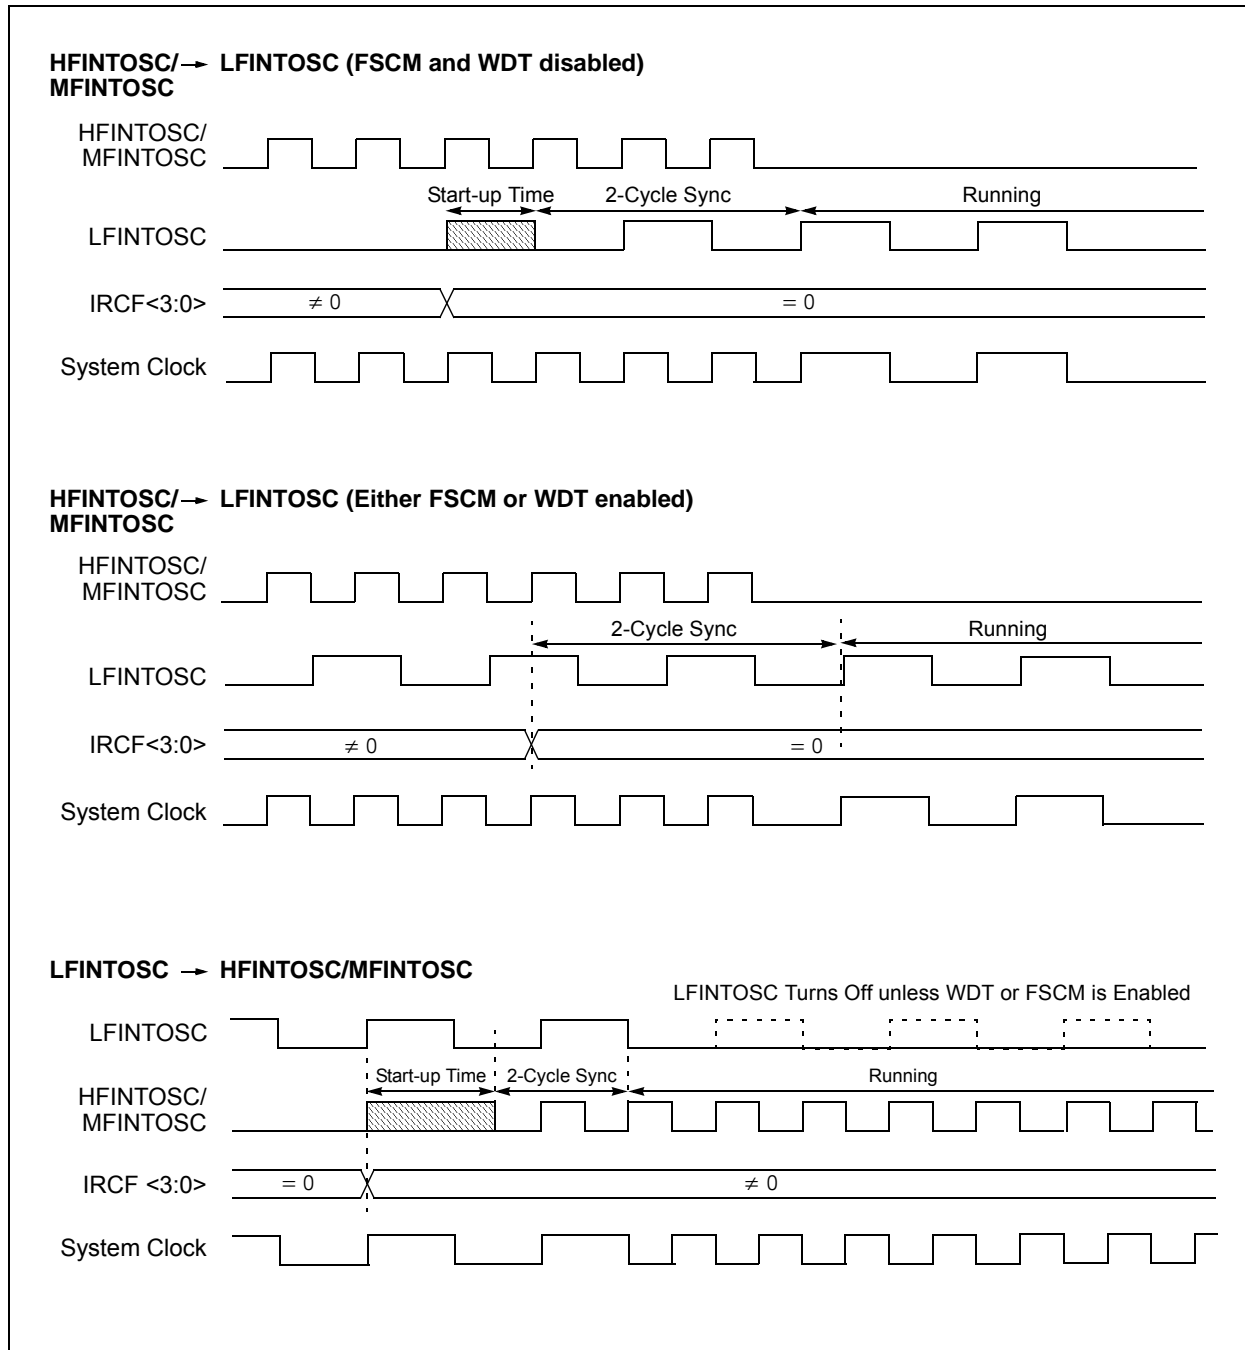 HFINTOSC/→ LFINTOSC (FSCM and WDT disabled)
MFINTOSC
HFINTOSC/
MFINTOSC
Start-up Time 2-Cycle Sync Running
LFINTOSC
IRCF<3:0> ≠ 0 = 0
System Clock
HFINTOSC/→ LFINTOSC (Either FSCM or WDT enabled)
MFINTOSC
HFINTOSC/
MFINTOSC
2-Cycle Sync Running
LFINTOSC
IRCF<3:0> ≠ 0 = 0
System Clock
LFINTOSC → HFINTOSC/MFINTOSC
LFINTOSC Turns Off unless WDT or FSCM is Enabled
LFINTOSC
Start-up Time 2-Cycle Sync Running
HFINTOSC/
MFINTOSC
IRCF <3:0> = 0 ≠ 0
System Clock